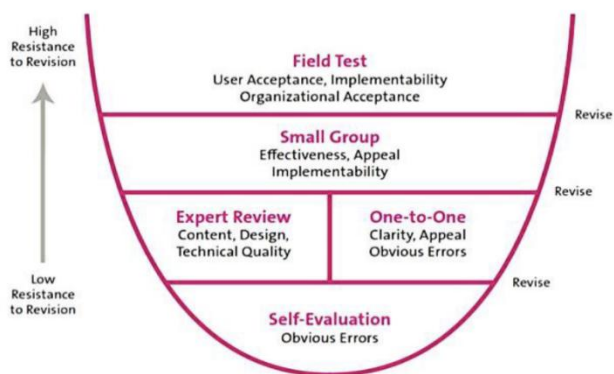 High
Resistance
to Revision
Field Test
User Acceptance, Implementability
Organizational Acceptance
Revise
Small Group
Effectiveness, Appeal
Implementability
Revise
Expert Review
Content, Design,
Technical Quality
One-to-One
Clarity, Appeal
Obvious Errors
Revise
Low
Resistance
to Revision
Self-Evaluation
Obvious Errors